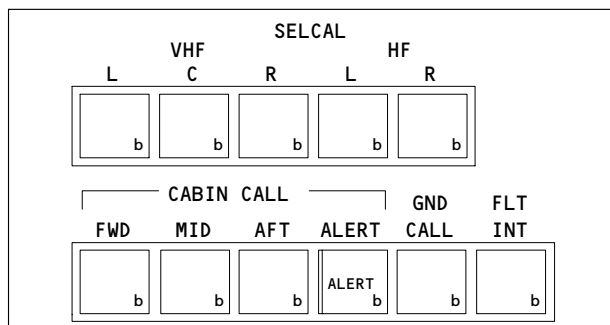 SELCAL
VHF HF
L C R L R
b b b b b
CABIN CALL GND FLT
FWD MID AFT ALERT CALL INT
ALERT
b b b b b b